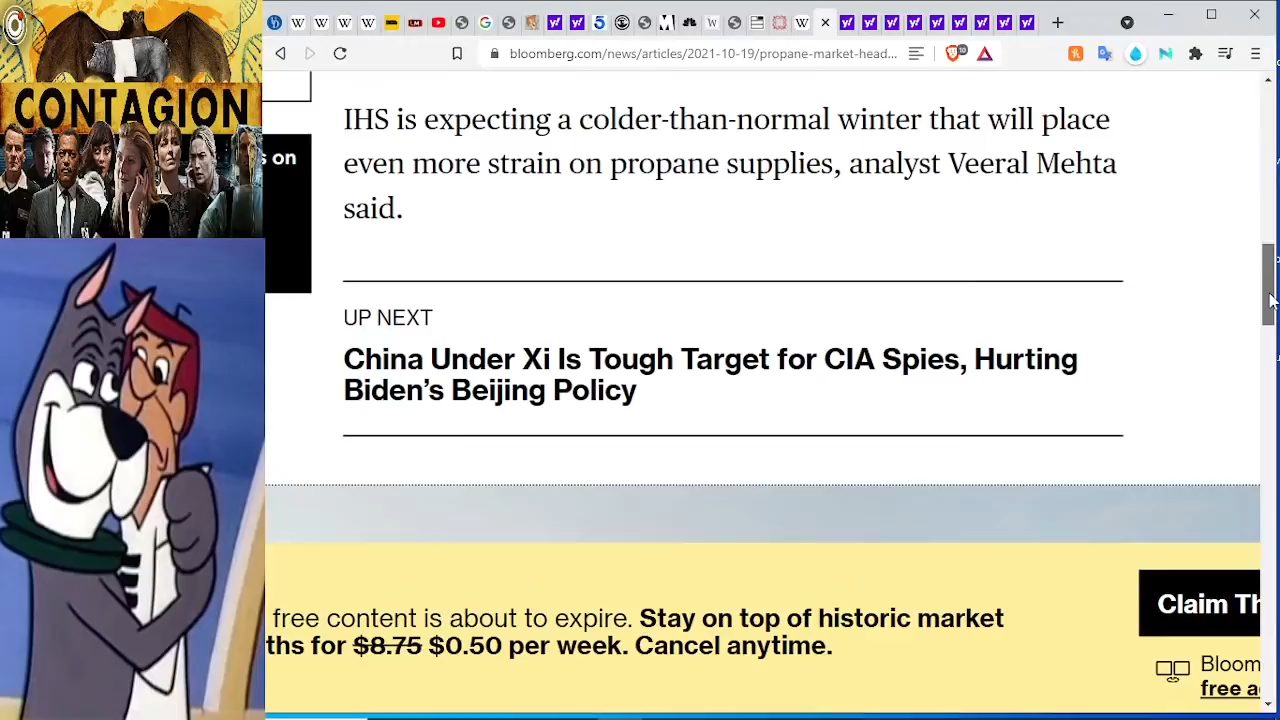 CONTAGION
s on
bloomberg.com/news/articles/2021-10-19/propane-market-head...
IHS is expecting a colder-than-normal winter that will place
even more strain on propane supplies, analyst Veeral Mehta
said.
UP NEXT
China Under Xi Is Tough Target for CIA Spies, Hurting
Biden's Beijing Policy
free content is about to expire. Stay on top of historic market
ths for $8.75 $0.50 per week. Cancel anytime.
Claim Th
Bloom
free a